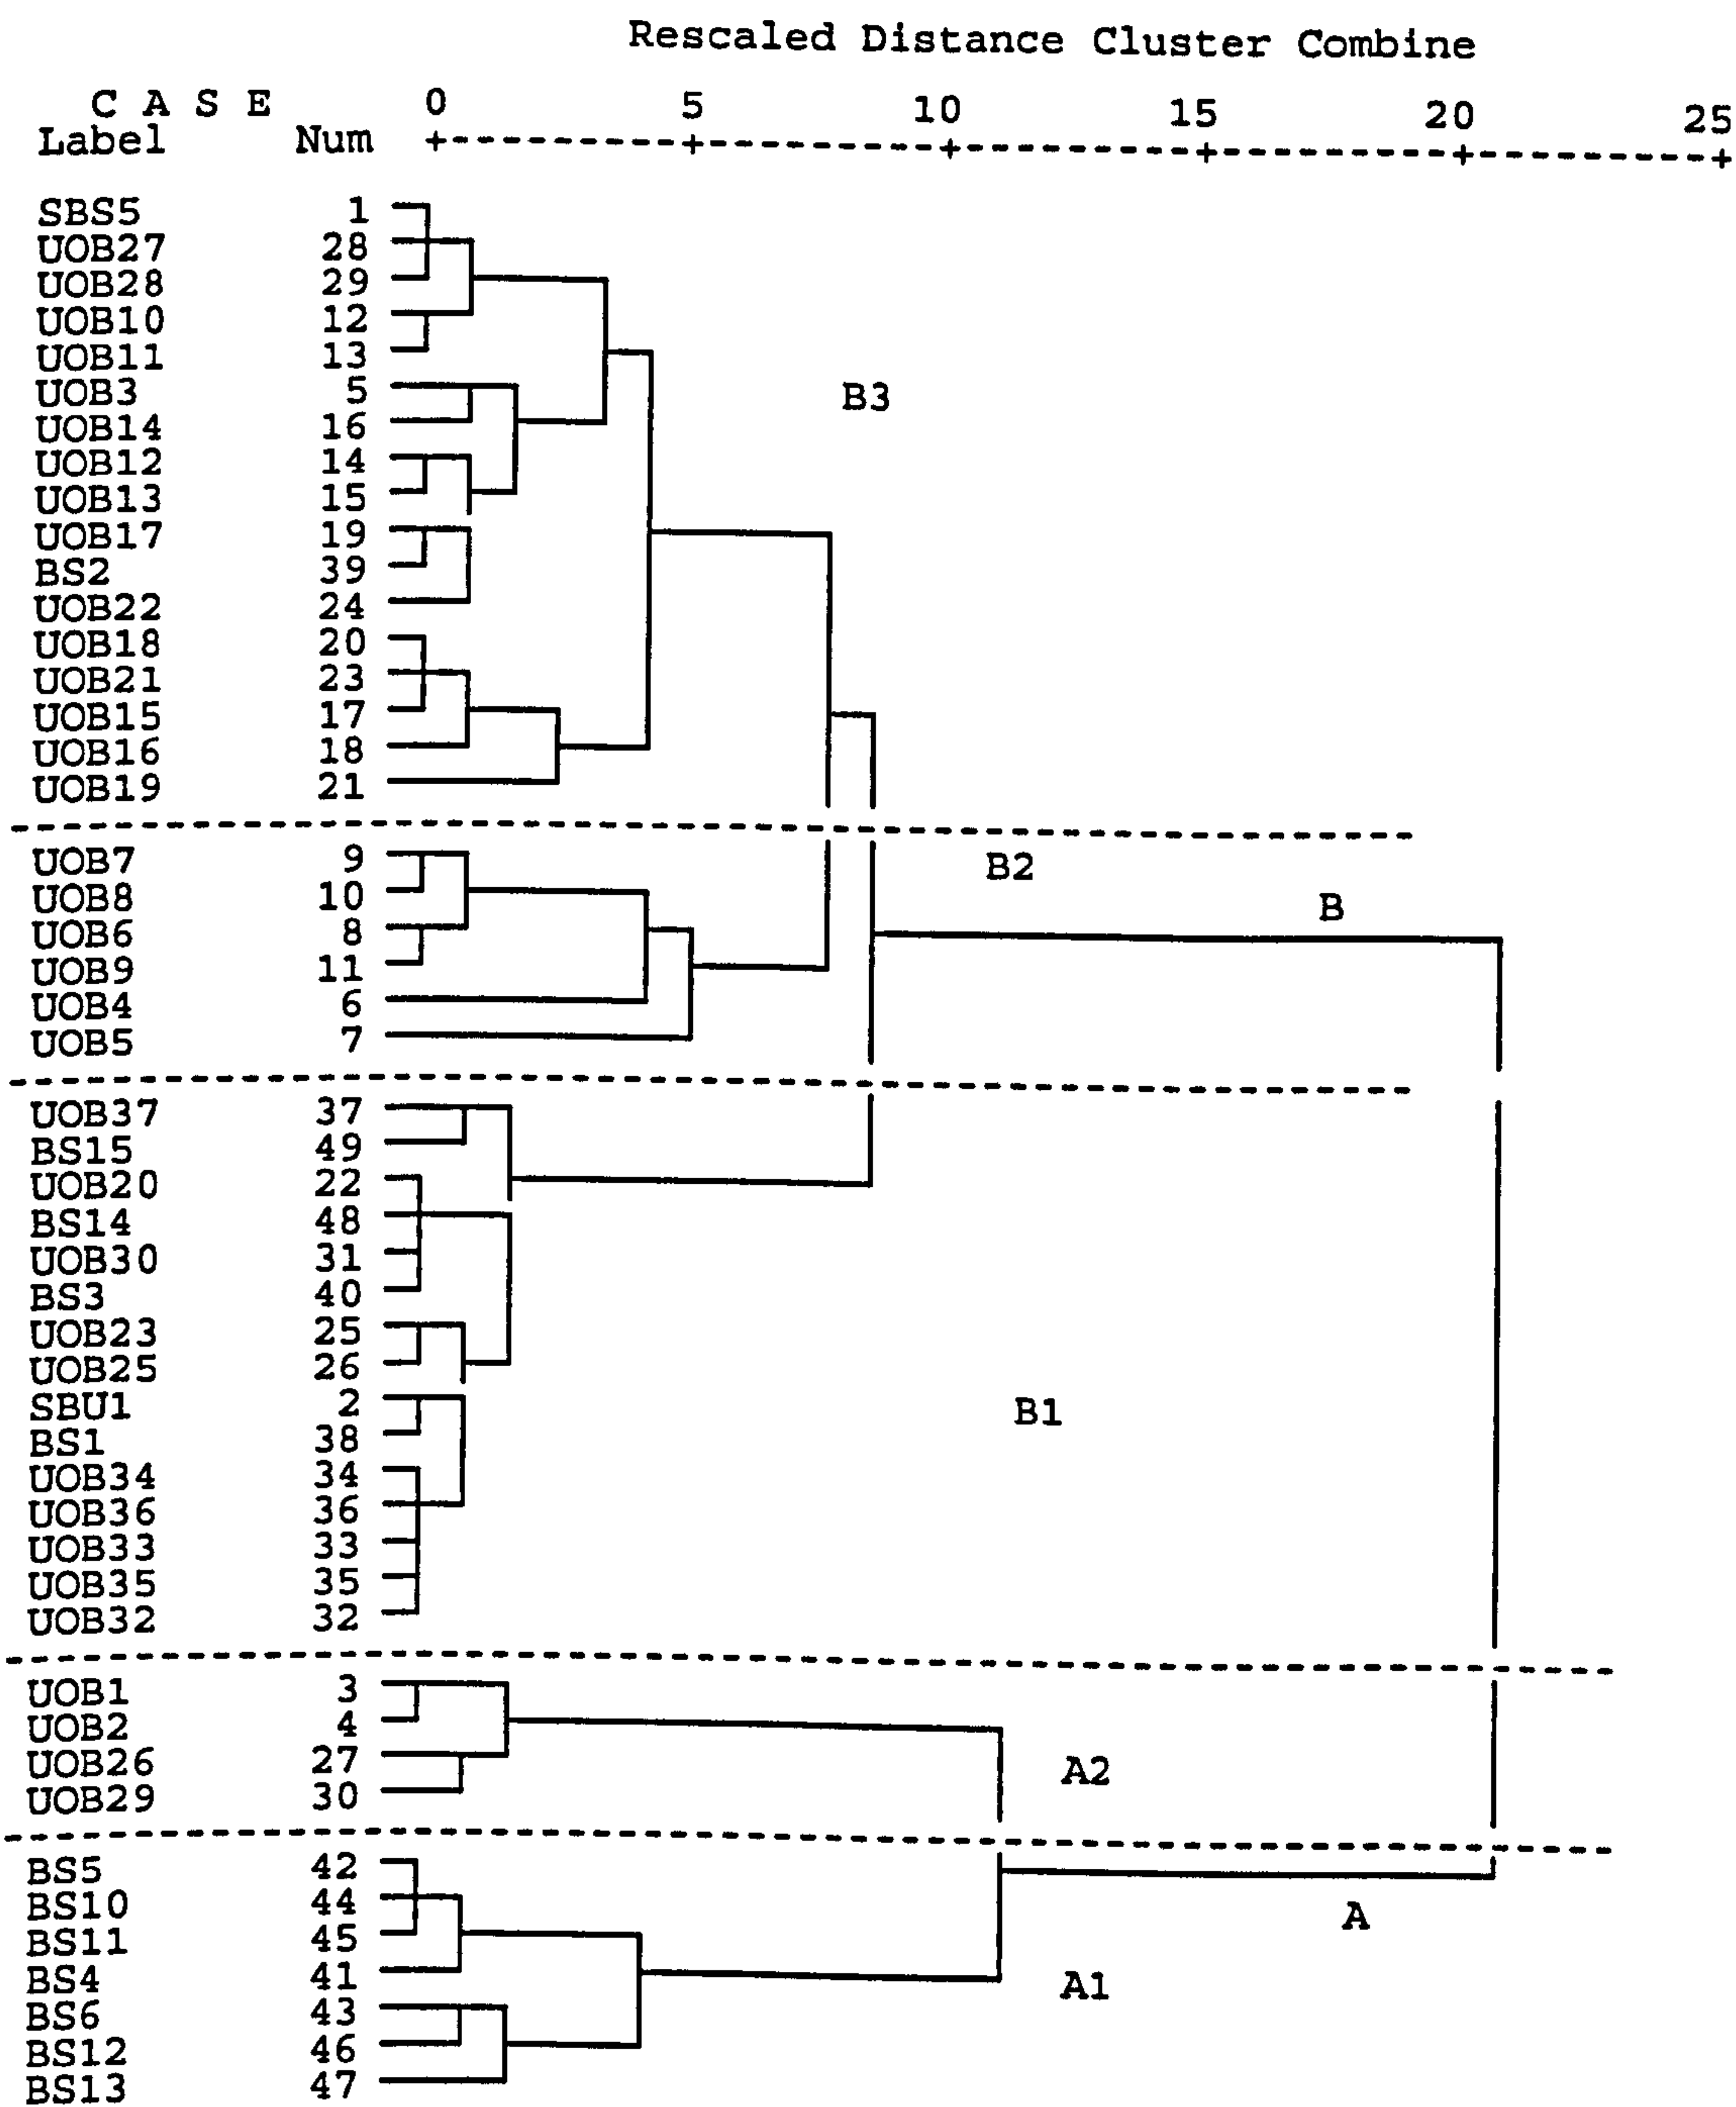 Rescaled Distance Cluster Combine
C A S E 0 5 10 15 20 25
Label Num
SBS5 1
UOB27 28
UOB28 29
UOB10 12
UOB11 13
UOB3 5
B3
UOB14 16
UOB12 14
UOB13 15
UOB17 19
BS2 39
UOB22 24
UOB18 20
UOB21 23
UOB15 17
UOB16 18
UOB19 21
UOB7 9
B2
UOB8 10
B
UOB6 8
UOB9 11
UOB4 6
UOB5 7
UOB37 37
BS15 49
UOB20 22
BS14 48
UOB30 31
BS3 40
UOB23 25
UOB25 26
SBU1 2
B1
BS1 38
UOB34 34
UOB36 36
UOB33 33
UOB35 35
UOB32 32
UOB1 3
UOB2 4
UOB26 27
A2
UOB29 30
BS5 42
BS10 44
A
BS11 45
BS4 41
A1
BS6 43
BS12 46
BS13 47